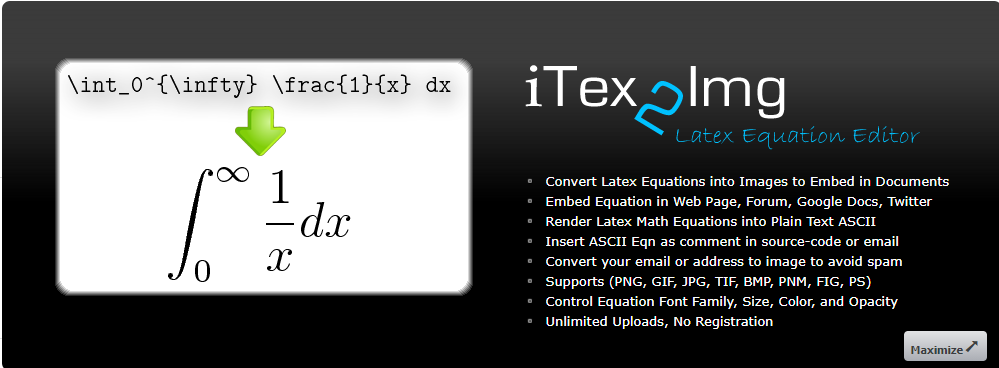 \int_0^{\infty} \frac{1}{x} dx
∫_0^∞ 1/x dx
iTex2Img
Latex Equation Editor
Convert Latex Equations into Images to Embed in Documents
Embed Equation in Web Page, Forum, Google Docs, Twitter
Render Latex Math Equations into Plain Text ASCII
Insert ASCII Eqn as comment in source-code or email
Convert your email or address to image to avoid spam
Supports (PNG, GIF, JPG, TIF, BMP, PNM, FIG, PS)
Control Equation Font Family, Size, Color, and Opacity
Unlimited Uploads, No Registration
Maximize